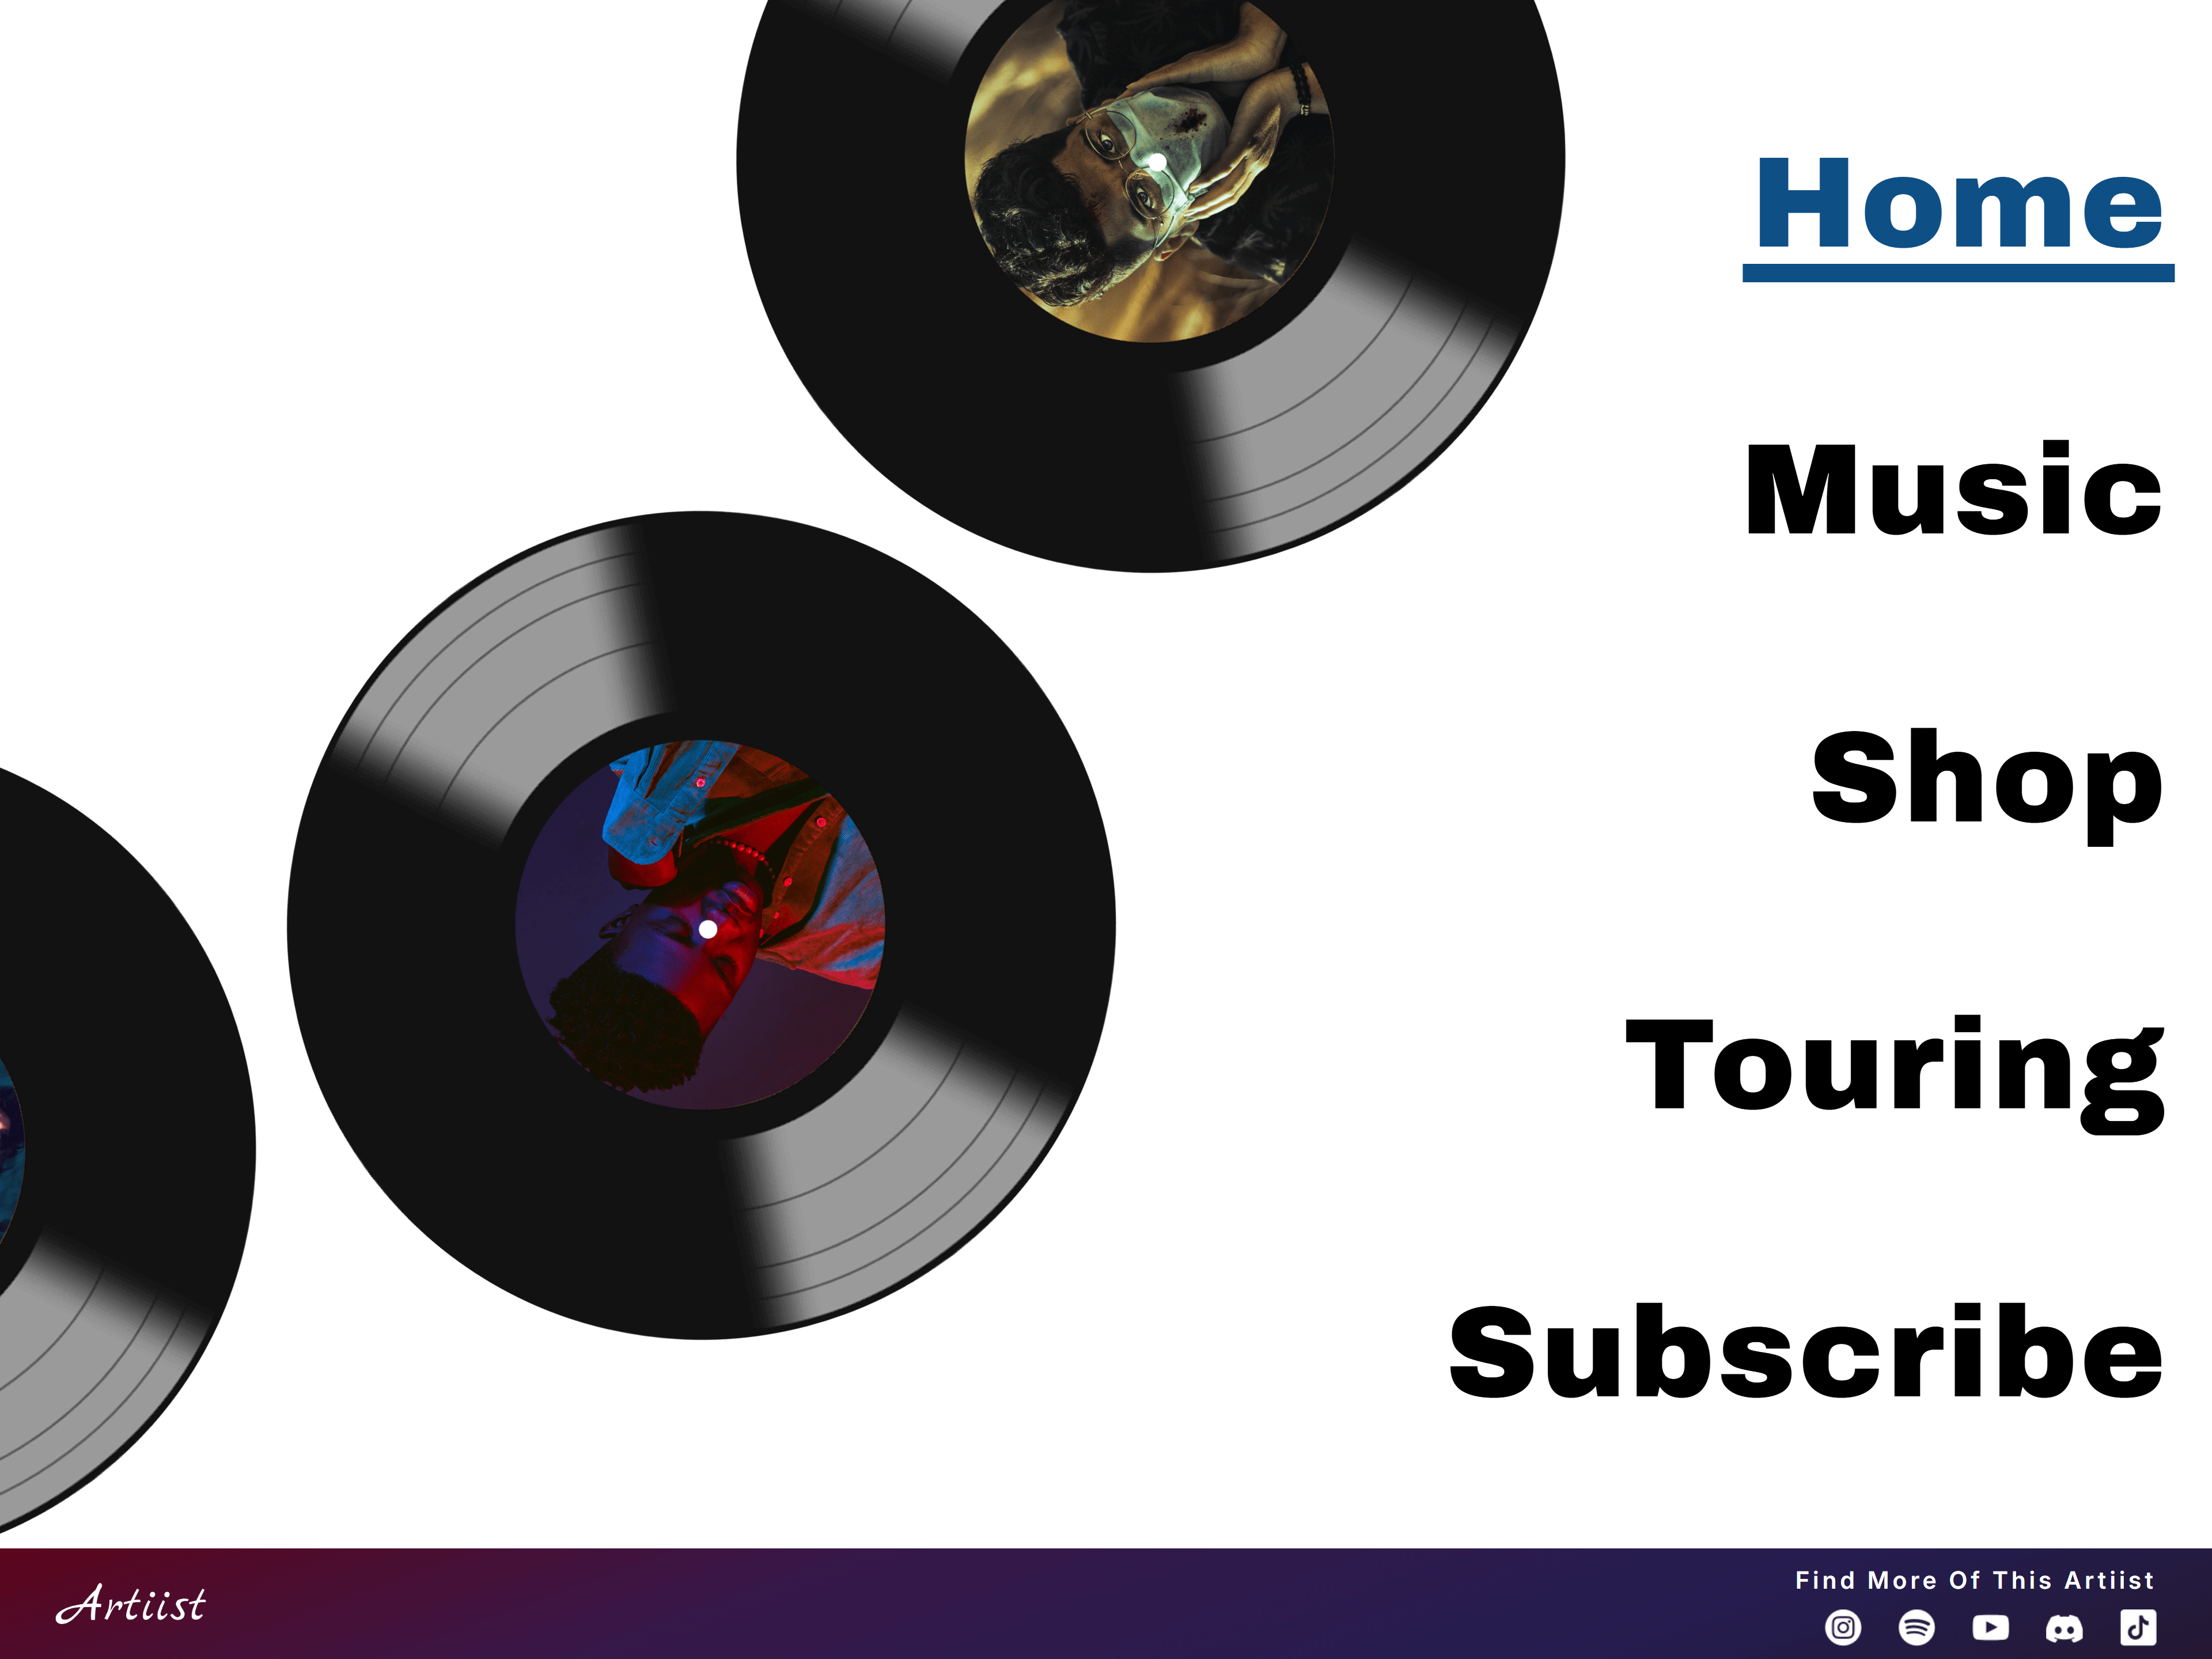 Home
Music
Shop
Touring
Subscribe
Artiist
Find More Of This Artiist